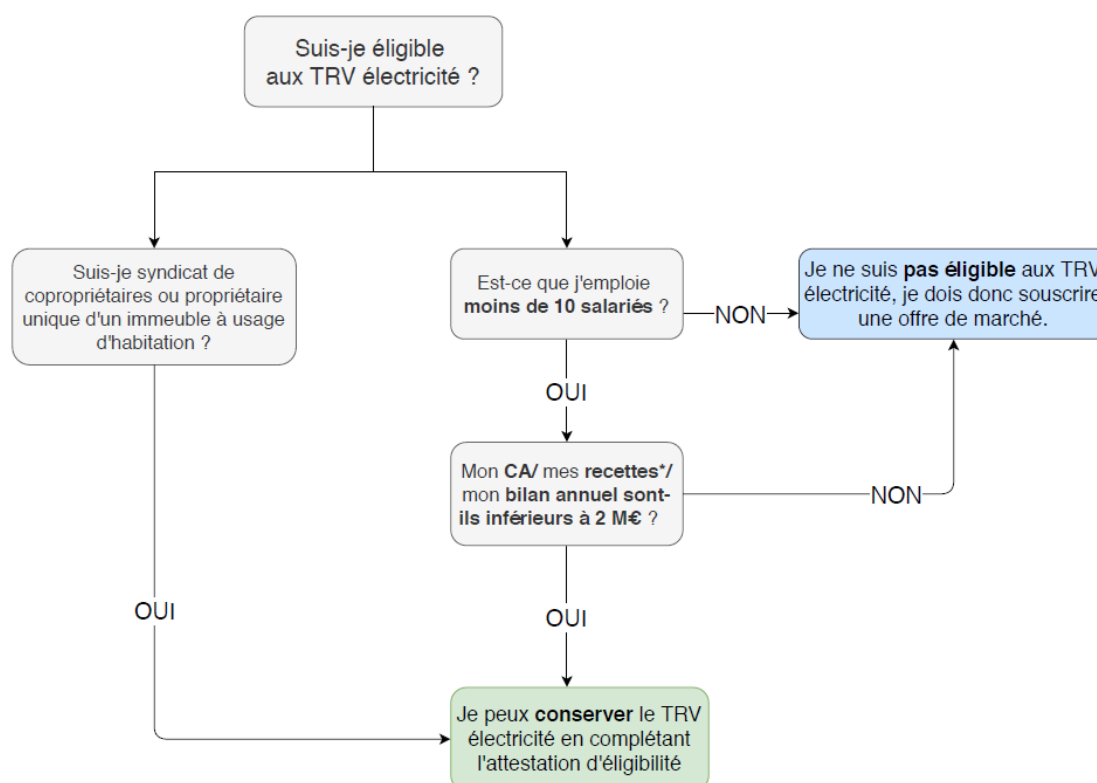 Suis-je éligible
aux TRV électricité ?
Suis-je syndicat de
copropriétaires ou propriétaire
unique d'un immeuble à usage
d'habitation ?
Est-ce que j'emploie
moins de 10 salariés ?
NON
Je ne suis pas éligible aux TRV
électricité, je dois donc souscrire
une offre de marché.
OUI
Mon CA/ mes recettes*/
mon bilan annuel sont-
ils inférieurs à 2 M€ ?
NON
OUI
OUI
Je peux conserver le TRV
électricité en complétant
l'attestation d'éligibilité